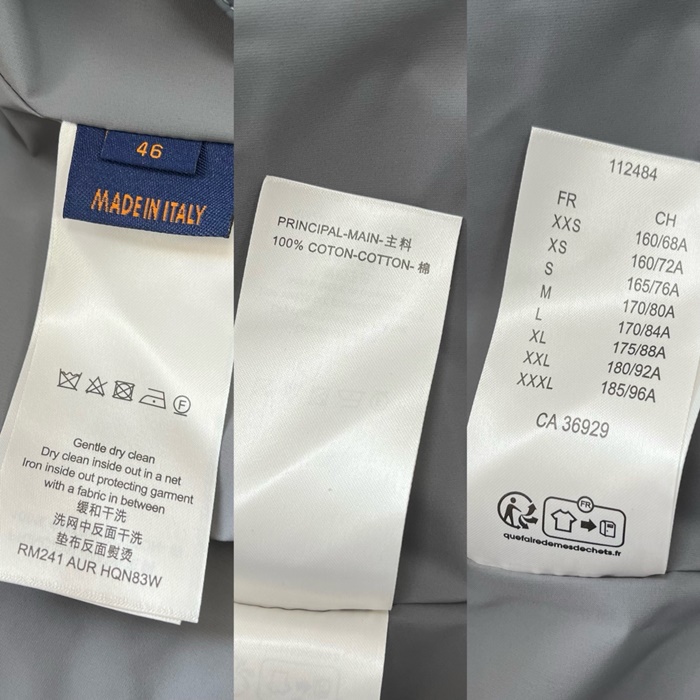 46
MADE IN ITALY
F
Gentle dry clean
Dry clean inside out in a net
Iron inside out protecting garment
with a fabric in between
缓和干洗
洗网中反面干洗
垫布反面熨烫
RM241 AUR HQN83W
PRINCIPAL-MAIN-主料
100% COTON-COTTON- 棉
112484
FR CH
XXS 160/68A
XS 160/72A
S 165/76A
M 170/80A
L 170/84A
XL 175/88A
XXL 180/92A
XXXL 185/96A
CA 36929
FR
quefairedemesdechets.fr